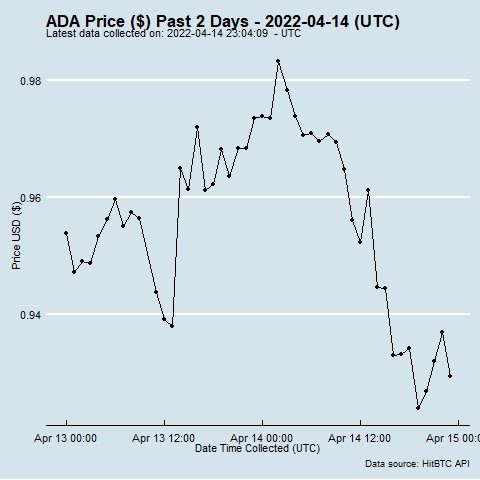 ADA Price ($) Past 2 Days - 2022-04-14 (UTC)
Latest data collected on: 2022-04-14 23:04:09  - UTC
0.98
0.96
0.94
Price USD ($)
Apr 13 00:00
Apr 13 12:00
Apr 14 00:00
Apr 14 12:00
Apr 15 00:0
Date Time Collected (UTC)
Data source: HitBTC API